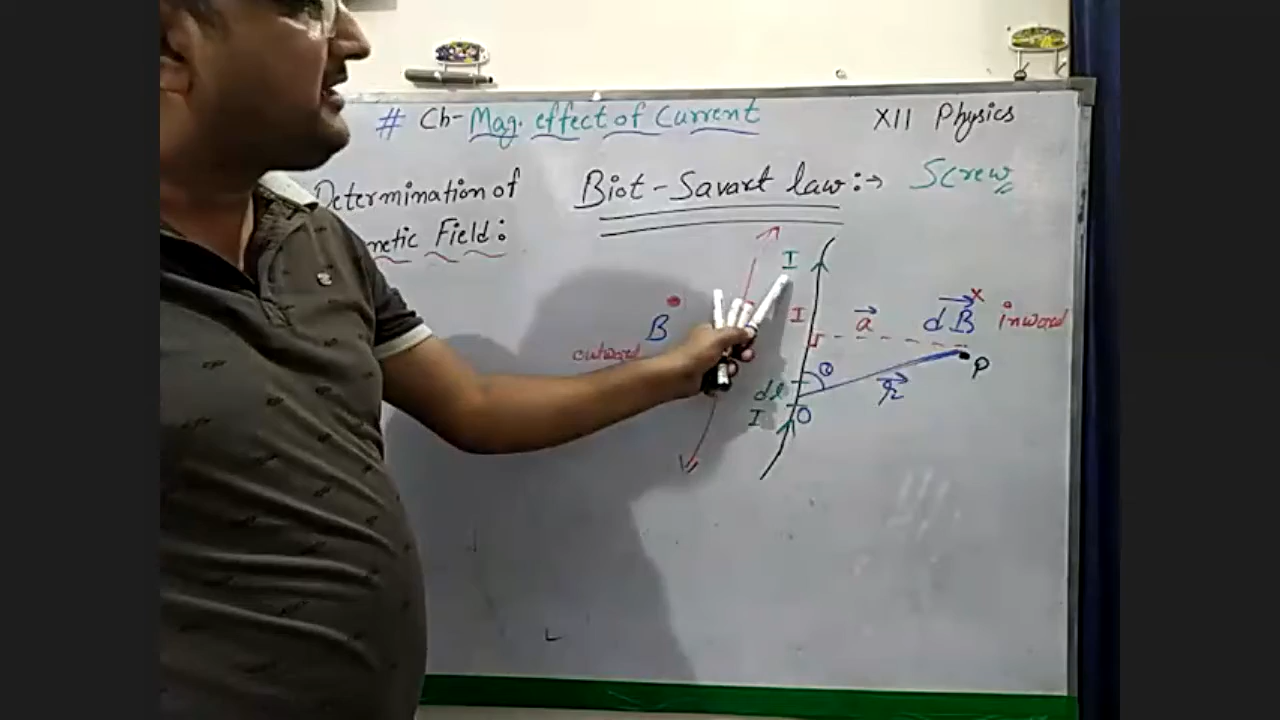 # Ch- Mag. effect of Current
XII Physics
Determination of
netic Field:
Biot-Savart law:→
Screw
I
I
a
dB
x
inward
B
outward
θ
r
P
dl
I
O